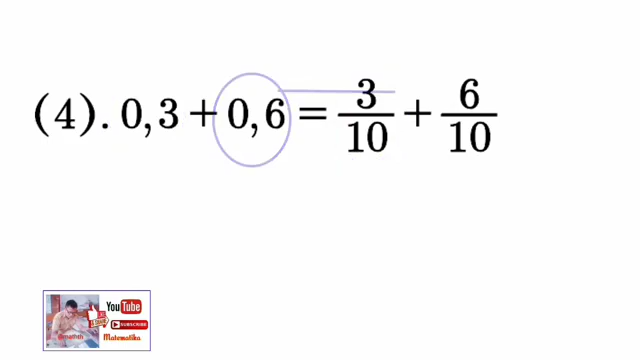 (4). 0,3 + 0,6 = 3/10 + 6/10
YouTube
SUBSCRIBE
Matematika